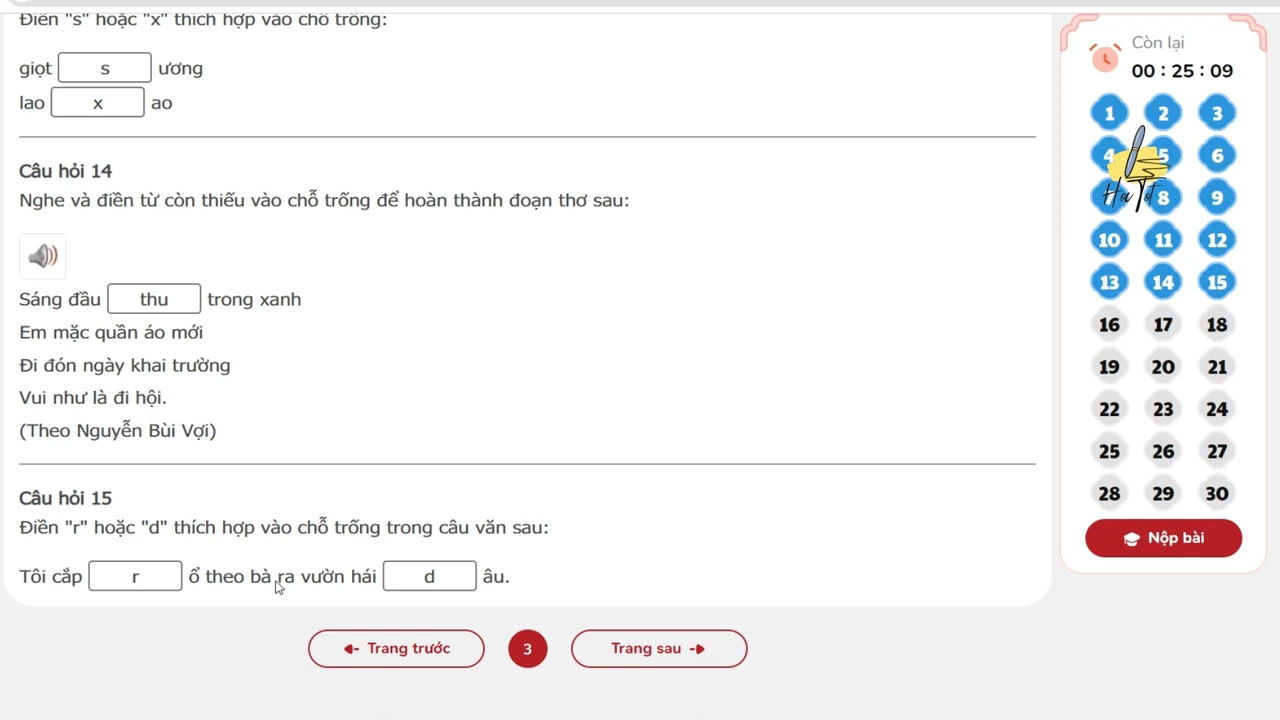 Điền "s" hoặc "x" thích hợp vào chỗ trống:
giọt s ương
lao x ao
Câu hỏi 14
Nghe và điền từ còn thiếu vào chỗ trống để hoàn thành đoạn thơ sau:
Sáng đầu thu trong xanh
Em mặc quần áo mới
Đi đón ngày khai trường
Vui như là đi hội.
(Theo Nguyễn Bùi Vợi)
Câu hỏi 15
Điền "r" hoặc "d" thích hợp vào chỗ trống trong câu văn sau:
Tôi cắp r ổ theo bà ra vườn hái d âu.
Trang trước 3 Trang sau
Còn lại
00 : 25 : 09
1 2 3
4 5 6
8 9
10 11 12
13 14 15
16 17 18
19 20 21
22 23 24
25 26 27
28 29 30
Nộp bài